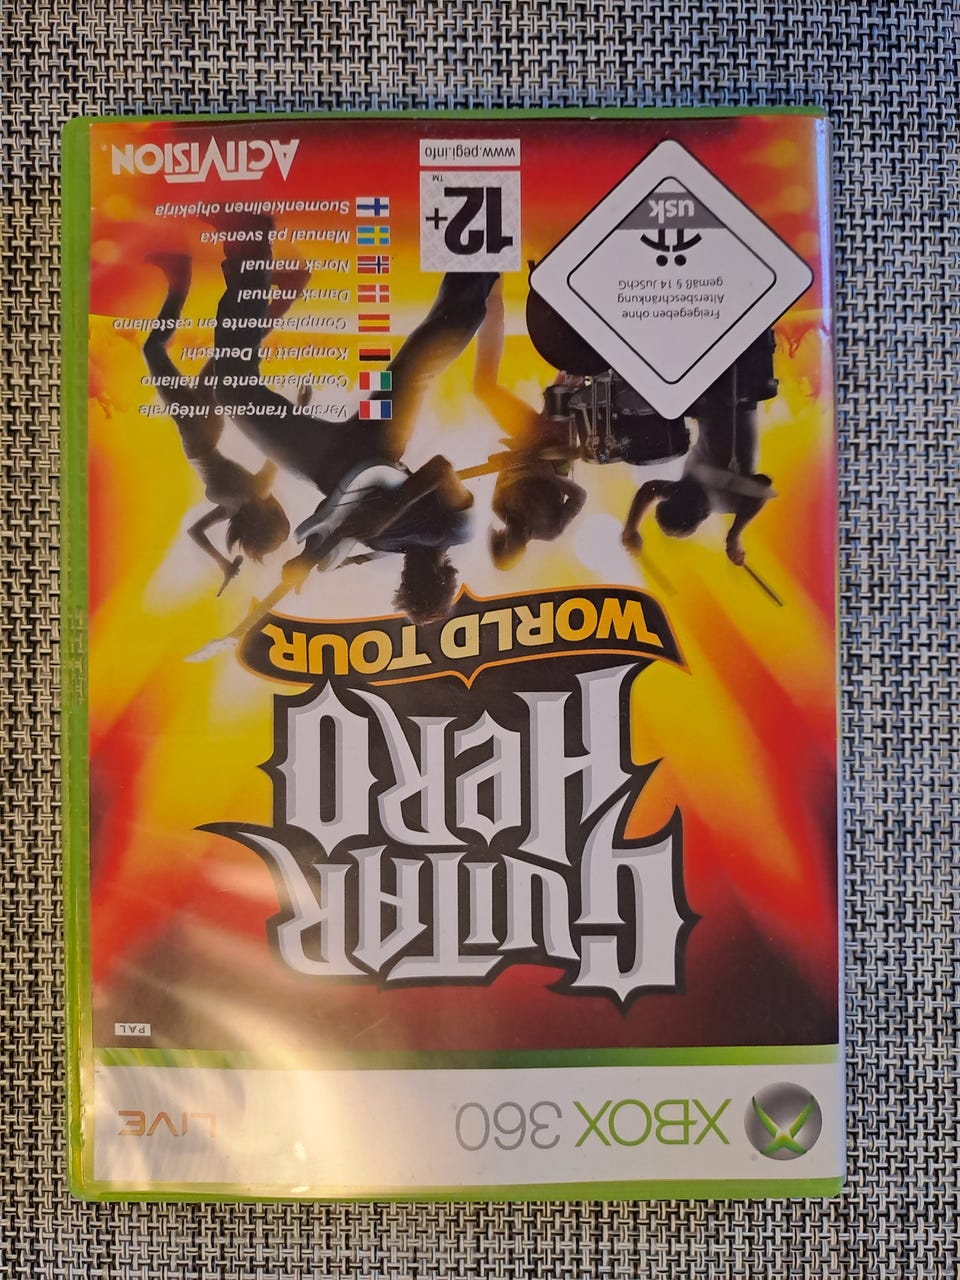 XBOX 360
LIVE
PAL
GUITAR
HERO
WORLD TOUR
Version française intégrale
Completamente in italiano
Komplett in Deutsch!
Completamente en castellano
Dansk manual
Norsk manual
Manual på svenska
Suomenkielinen ohjekirja
ACTIVISION®
12+
™
www.pegi.info
Freigegeben ohne
Altersbeschränkung
gemäß § 14 JuSchG
usk